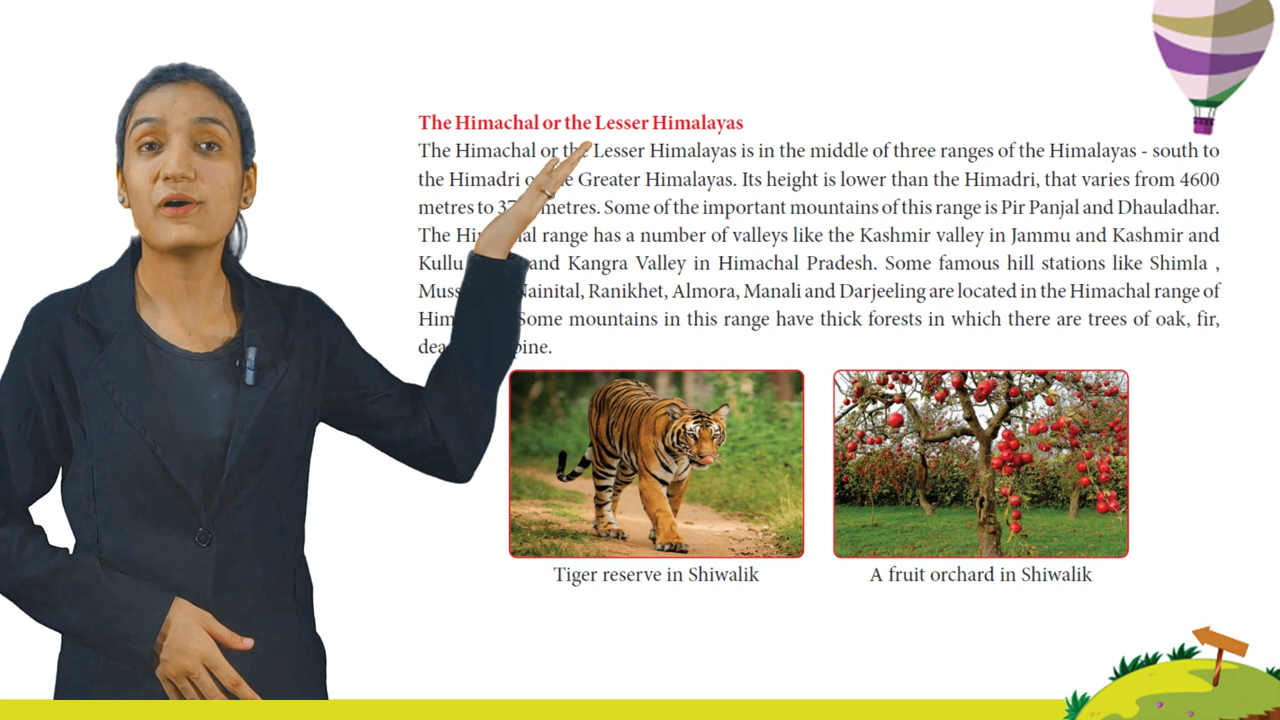 The Himachal or the Lesser Himalayas
The Himachal or the Lesser Himalayas is in the middle of three ranges of the Himalayas - south to
the Himadri Greater Himalayas. Its height is lower than the Himadri, that varies from 4600
metres to metres. Some of the important mountains of this range is Pir Panjal and Dhauladhar.
The range has a number of valleys like the Kashmir valley in Jammu and Kashmir and
Kullu and Kangra Valley in Himachal Pradesh. Some famous hill stations like Shimla ,
Nainital, Ranikhet, Almora, Manali and Darjeeling are located in the Himachal range of
Some mountains in this range have thick forests in which there are trees of oak, fir,
pine.
Tiger reserve in Shiwalik
A fruit orchard in Shiwalik